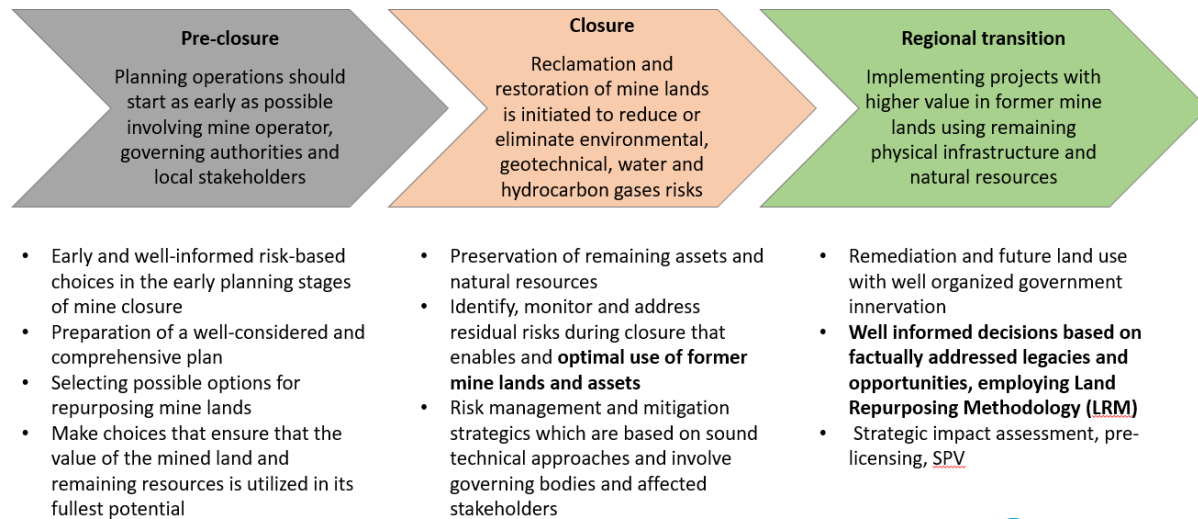 Pre-closure
Planning operations should
start as early as possible
involving mine operator,
governing authorities and
local stakeholders
Closure
Reclamation and
restoration of mine lands
is initiated to reduce or
eliminate environmental,
geotechnical, water and
hydrocarbon gases risks
Regional transition
Implementing projects with
higher value in former mine
lands using remaining
physical infrastructure and
natural resources
• Early and well-informed risk-based
choices in the early planning stages
of mine closure
• Preparation of a well-considered and
comprehensive plan
• Selecting possible options for
repurposing mine lands
• Make choices that ensure that the
value of the mined land and
remaining resources is utilized in its
fullest potential
• Preservation of remaining assets and
natural resources
• Identify, monitor and address
residual risks during closure that
enables and optimal use of former
mine lands and assets
• Risk management and mitigation
strategics which are based on sound
technical approaches and involve
governing bodies and affected
stakeholders
• Remediation and future land use
with well organized government
innervation
• Well informed decisions based on
factually addressed legacies and
opportunities, employing Land
Repurposing Methodology (LRM)
• Strategic impact assessment, pre-
licensing, SPV